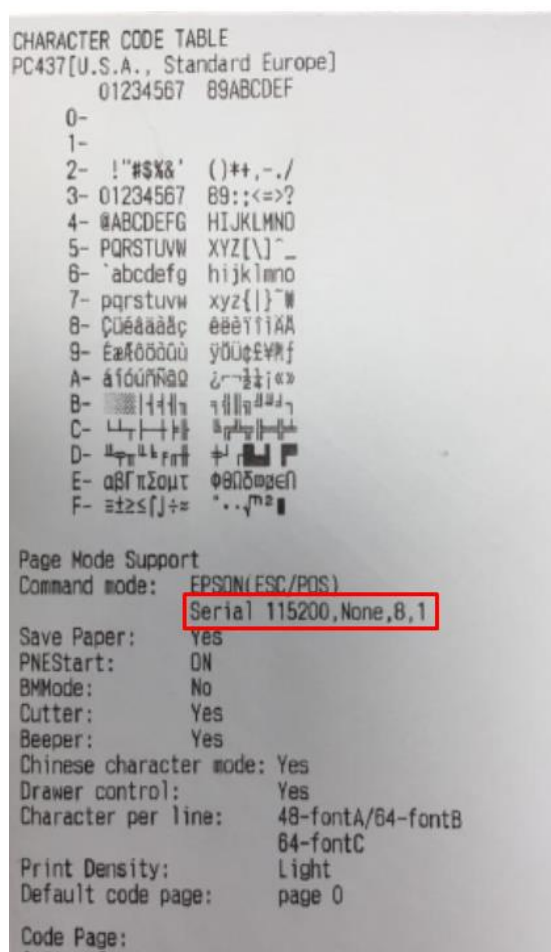 CHARACTER CODE TABLE
PC437[U.S.A., Standard Europe]
01234567 89ABCDEF
0-
1-
2- !"#$%&' ()*+,-./
3- 01234567 89:;<=>?
4- @ABCDEFG HIJKLMNO
5- PQRSTUVW XYZ[\]^_
6- `abcdefg hijklmno
7- pqrstuvw xyz{|}~
8- Çüéâäàåç êëèïîìÄÅ
9- ÉæÆôöòûù ÿÖÜ¢£¥₧ƒ
A- áíóúñÑªº ¿⌐¬½¼¡«»
B- ░▒▓│┤╡╢╖ ╕╣║╗╝╜╛┐
C- └┴┬├─┼╞╟ ╚╔╩╦╠═╬╧
D- ╨╤╥╙╘╒╓╫ ╪┘┌█▄▌▐▀
E- αßΓπΣσµτ ΦΘΩδ∞øЄ∩
F- ≡±≥≤⌠⌡÷≈ °∙·√ⁿ²■
Page Mode Support
Command mode: EPSON(ESC/POS)
Serial 115200,None,8,1
Save Paper: Yes
PNEStart: ON
BMMode: No
Cutter: Yes
Beeper: Yes
Chinese character mode: Yes
Drawer control: Yes
Character per line: 48-fontA/64-fontB
64-fontC
Print Density: Light
Default code page: page 0
Code Page: